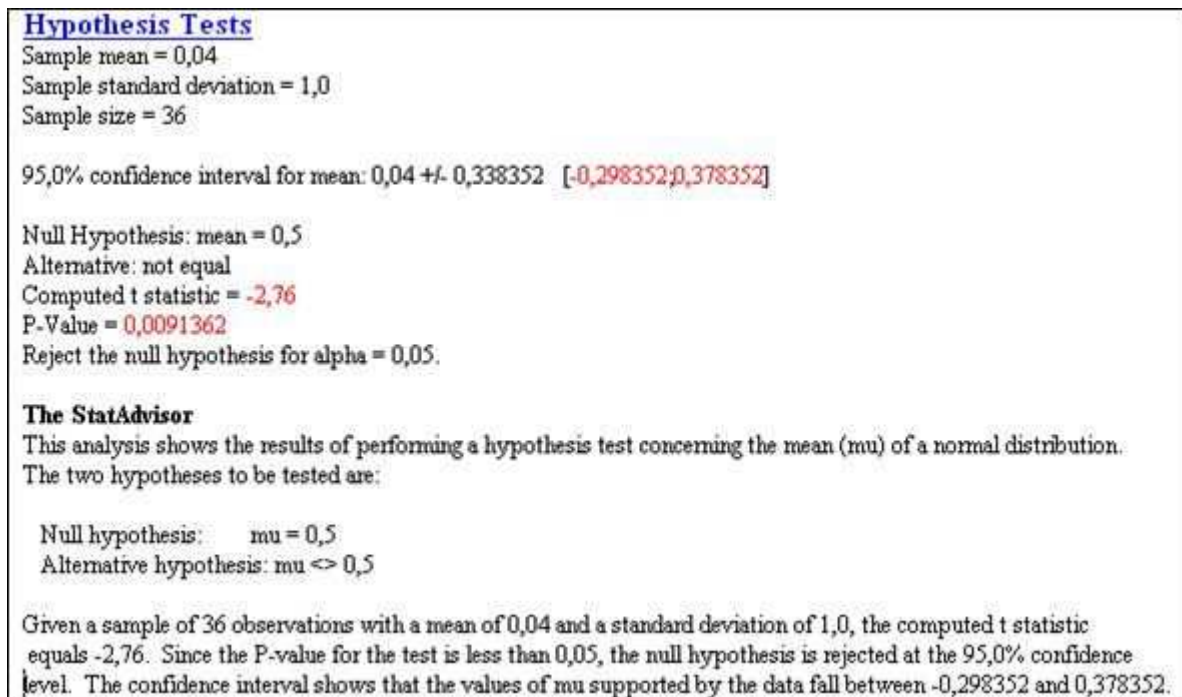 Hypothesis Tests
Sample mean = 0,04
Sample standard deviation = 1,0
Sample size = 36
95,0% confidence interval for mean: 0,04 +/- 0,338352 [-0,298352;0,378352]
Null Hypothesis: mean = 0,5
Alternative: not equal
Computed t statistic = -2,76
P-Value = 0,0091362
Reject the null hypothesis for alpha = 0,05.
The StatAdvisor
This analysis shows the results of performing a hypothesis test concerning the mean (mu) of a normal distribution.
The two hypotheses to be tested are:
Null hypothesis: mu = 0,5
Alternative hypothesis: mu <> 0,5
Given a sample of 36 observations with a mean of 0,04 and a standard deviation of 1,0, the computed t statistic
equals -2,76. Since the P-value for the test is less than 0,05, the null hypothesis is rejected at the 95,0% confidence
level. The confidence interval shows that the values of mu supported by the data fall between -0,298352 and 0,378352.